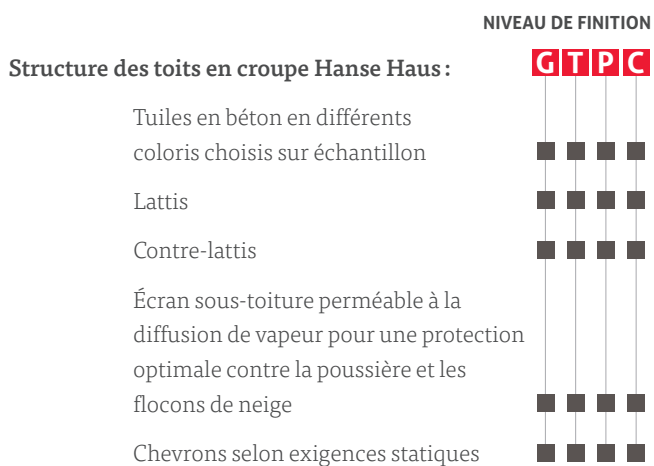 NIVEAU DE FINITION
Structure des toits en croupe Hanse Haus : G T P C
Tuiles en béton en différents
coloris choisis sur échantillon
Lattis
Contre-lattis
Écran sous-toiture perméable à la
diffusion de vapeur pour une protection
optimale contre la poussière et les
flocons de neige
Chevrons selon exigences statiques